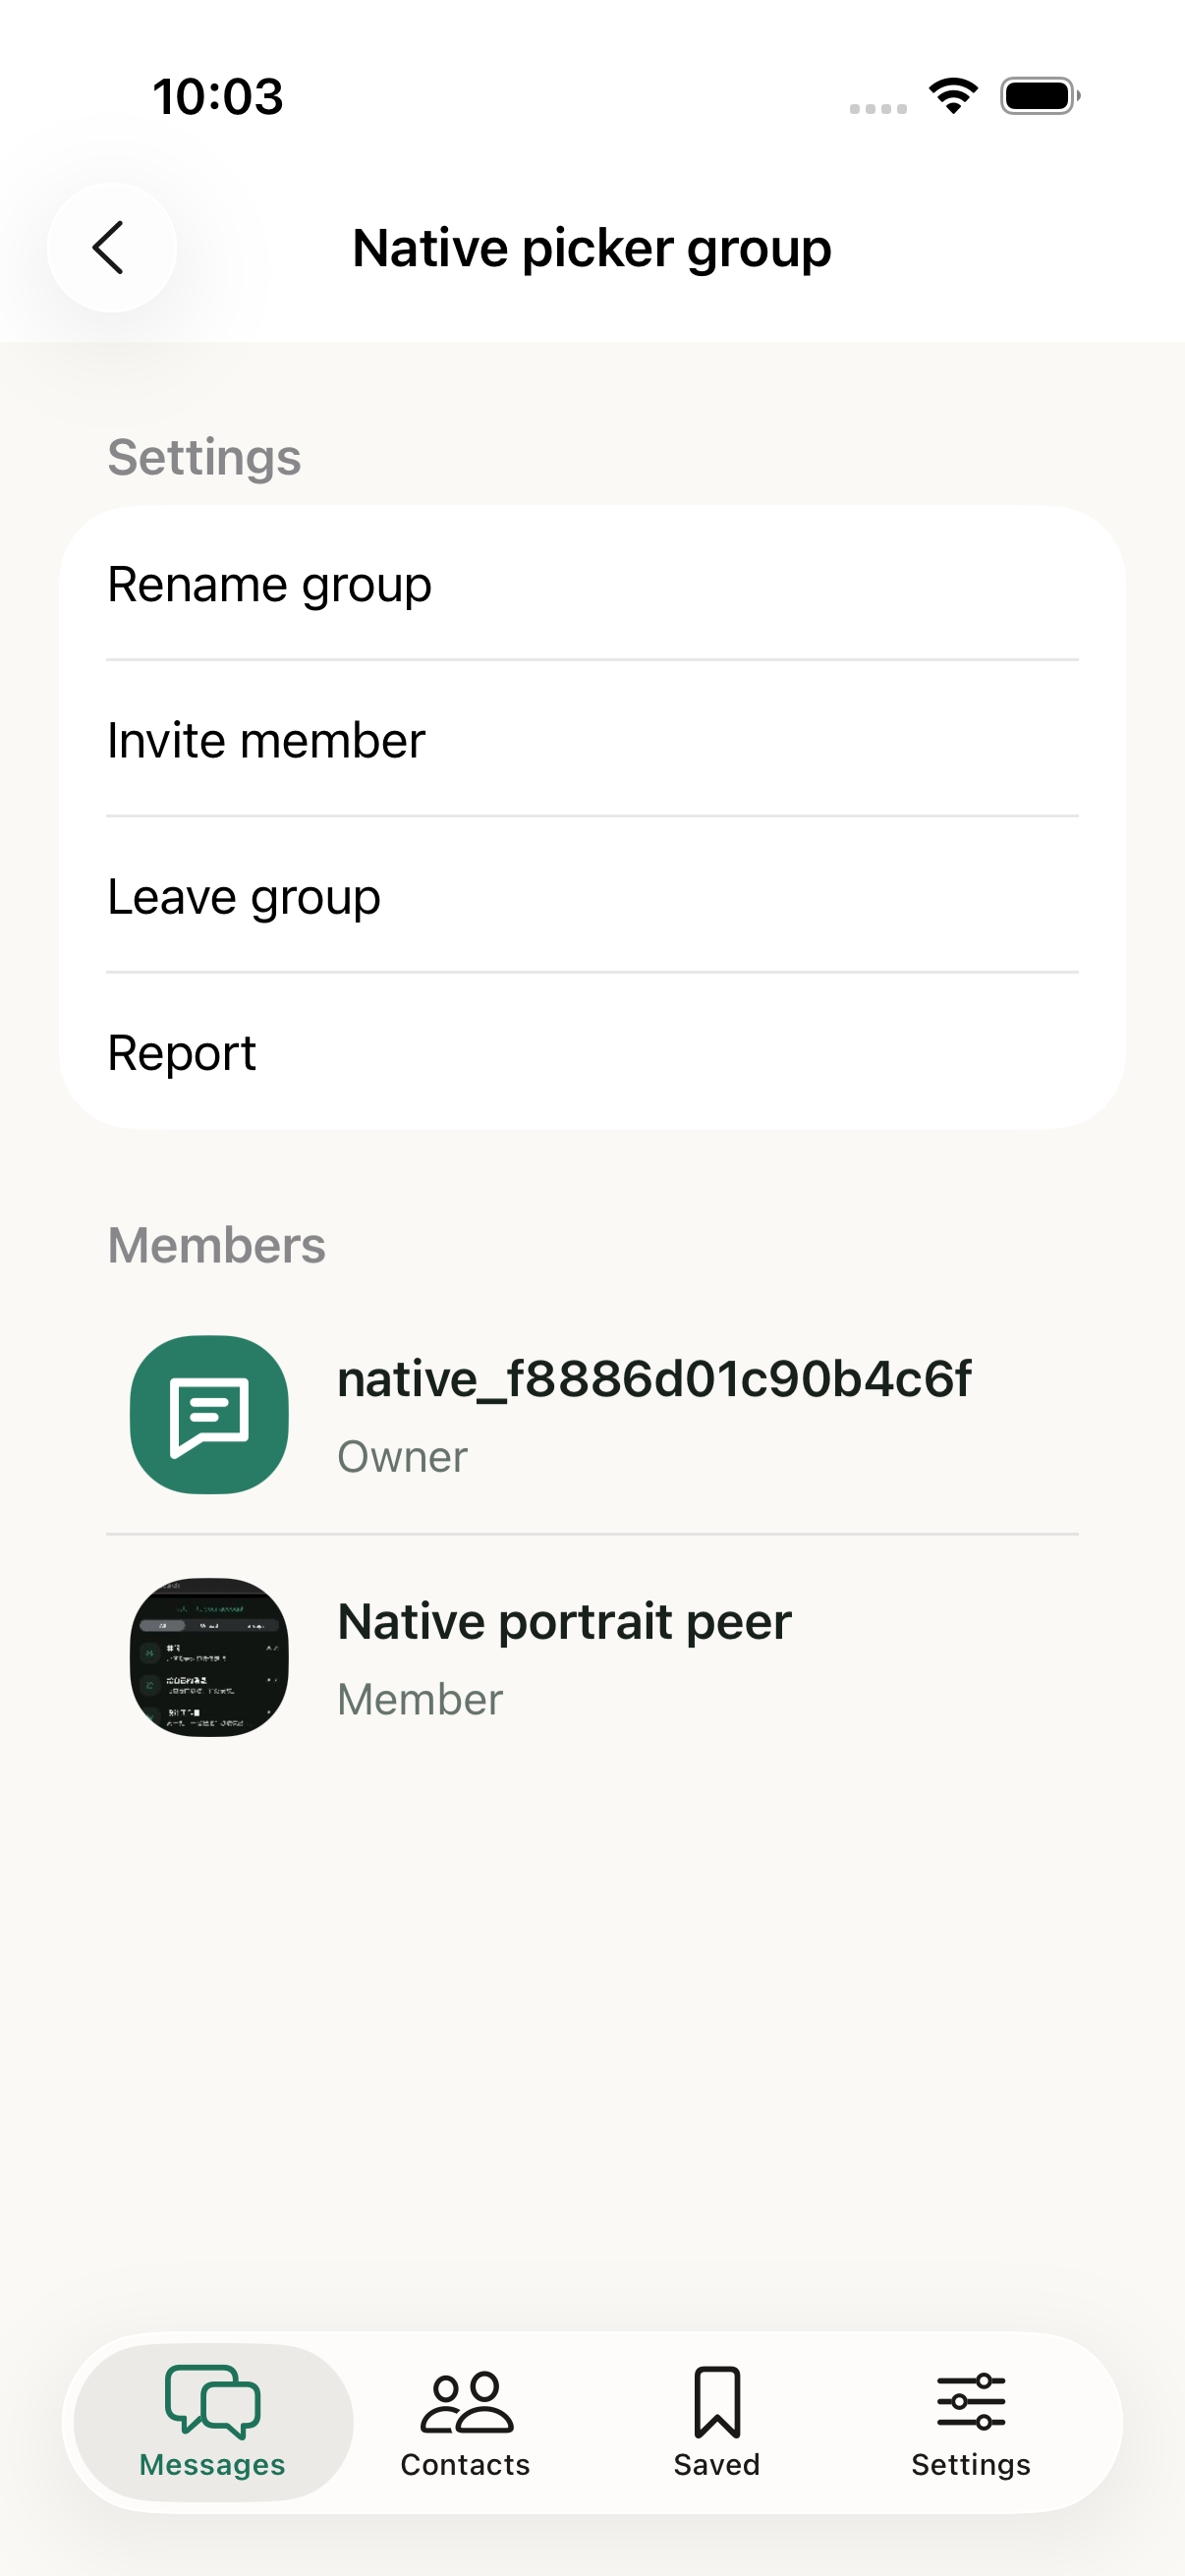 10:03
Native picker group
Settings
Rename group
Invite member
Leave group
Report
Members
native_f8886d01c90b4c6f
Owner
Native portrait peer
Member
Messages
Contacts
Saved
Settings